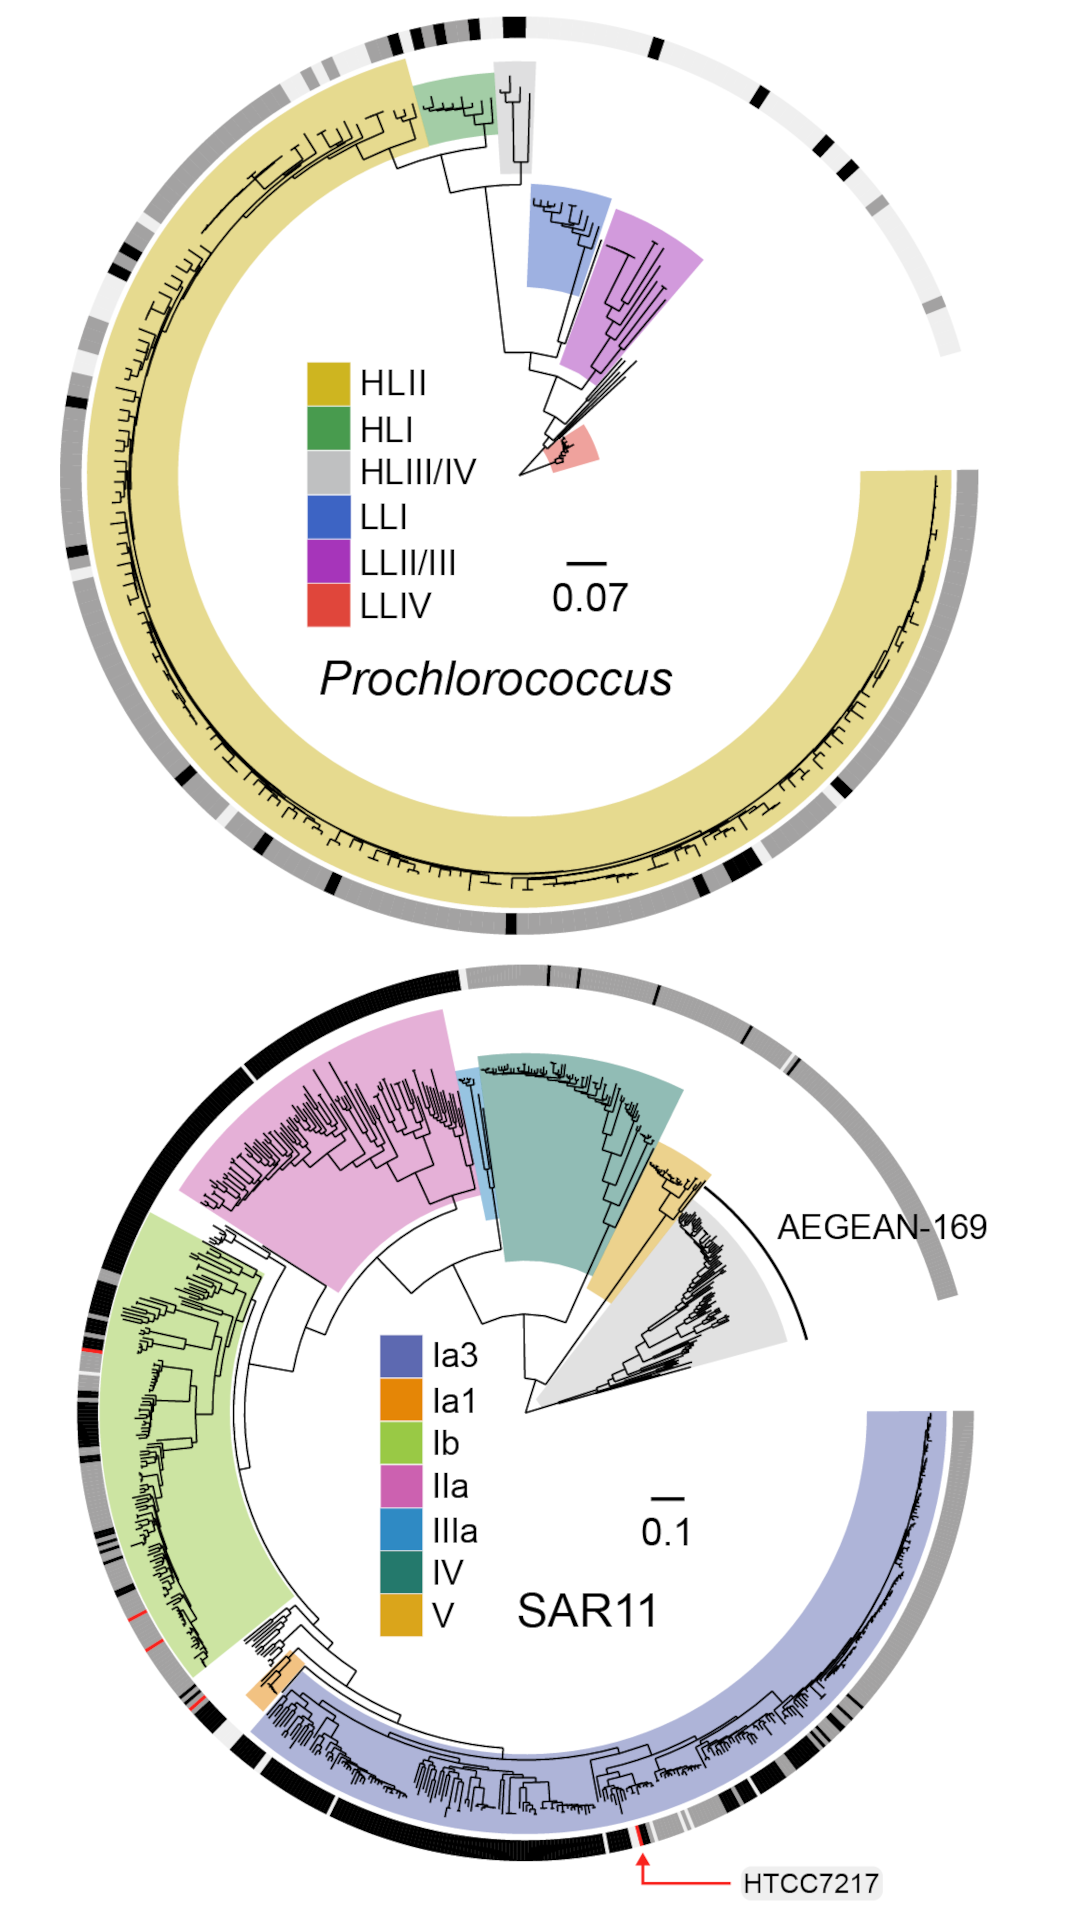 HLII
HLI
HLIII/IV
LLI
LLII/III
LLIV
0.07
Prochlorococcus
AEGEAN-169
Ia3
Ia1
Ib
IIa
IIIa
IV
V
0.1
SAR11
HTCC7217